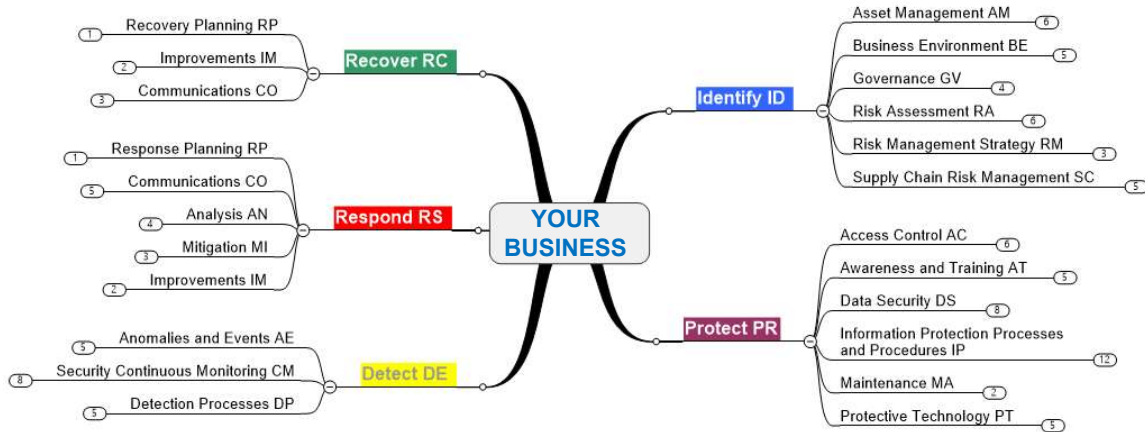 Recovery Planning RP
1
Improvements IM
2
Communications CO
3
Recover RC
Response Planning RP
1
Communications CO
5
Analysis AN
4
Mitigation MI
3
Improvements IM
2
Respond RS
Anomalies and Events AE
5
Security Continuous Monitoring CM
8
Detection Processes DP
5
Detect DE
YOUR
BUSINESS
Identify ID
Asset Management AM
6
Business Environment BE
5
Governance GV
4
Risk Assessment RA
6
Risk Management Strategy RM
3
Supply Chain Risk Management SC
5
Protect PR
Access Control AC
6
Awareness and Training AT
5
Data Security DS
8
Information Protection Processes
and Procedures IP
12
Maintenance MA
2
Protective Technology PT
5